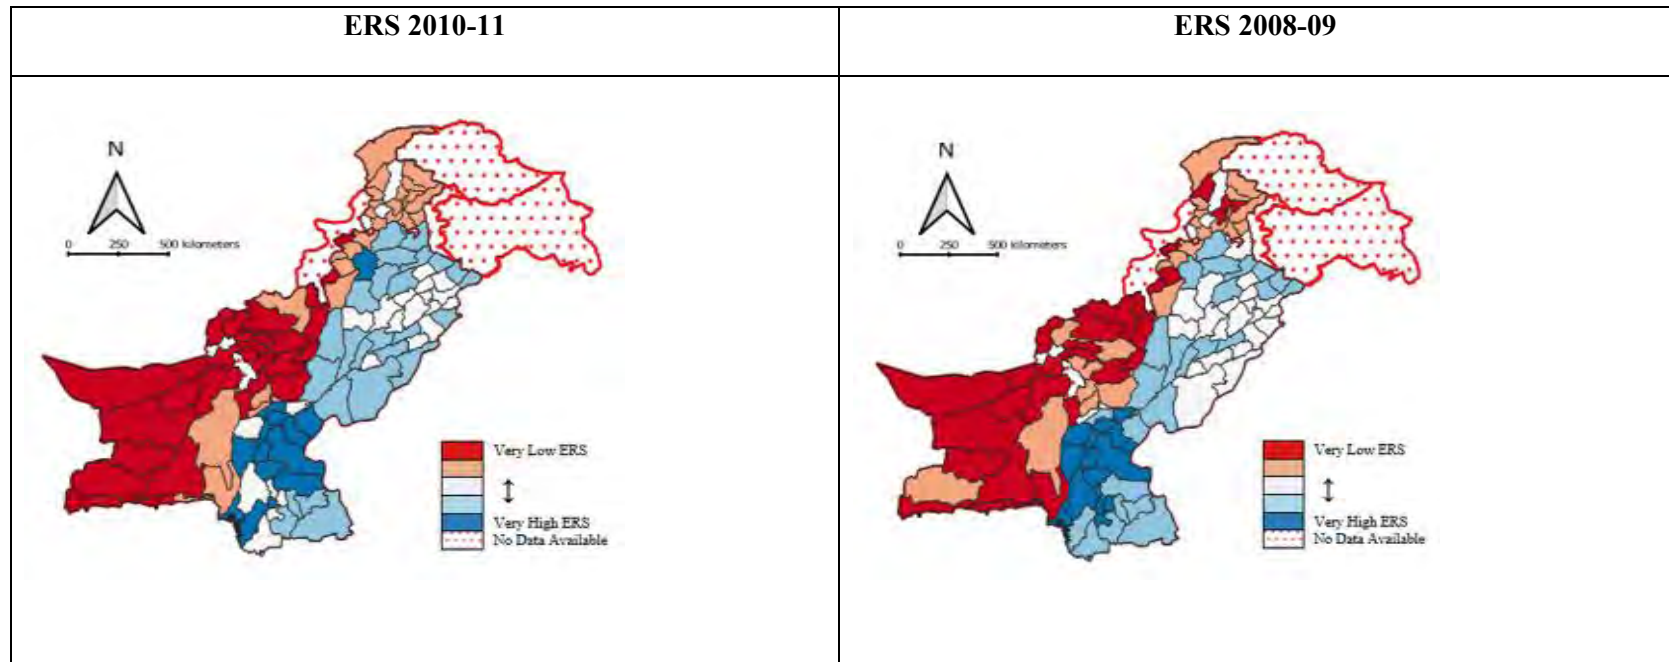 ERS 2010-11
ERS 2008-09
N
0 250 500 kilometers
Very Low ERS
Very High ERS
No Data Available
N
0 250 500 kilometers
Very Low ERS
Very High ERS
No Data Available